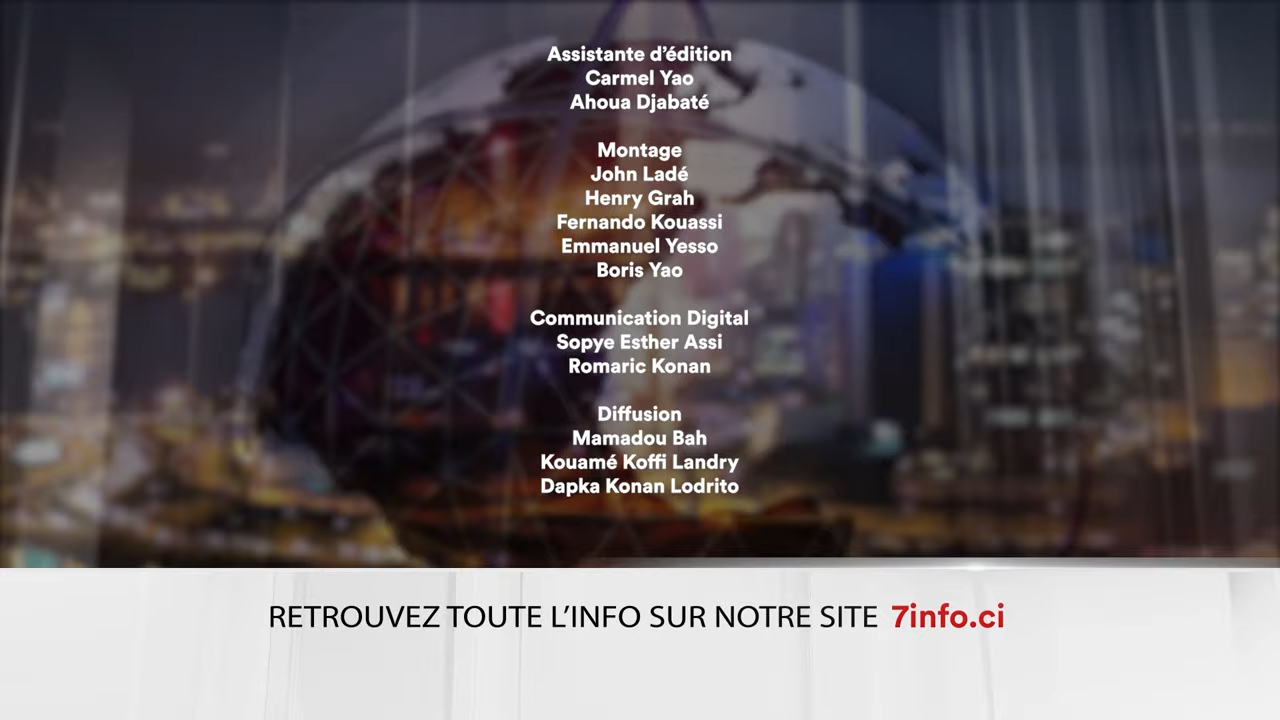 Assistante d’édition
Carmel Yao
Ahoua Djabaté
Montage
John Ladé
Henry Grah
Fernando Kouassi
Emmanuel Yesso
Boris Yao
Communication Digital
Sopye Esther Assi
Romaric Konan
Diffusion
Mamadou Bah
Kouamé Koffi Landry
Dapka Konan Lodrito
RETROUVEZ TOUTE L’INFO SUR NOTRE SITE 7info.ci